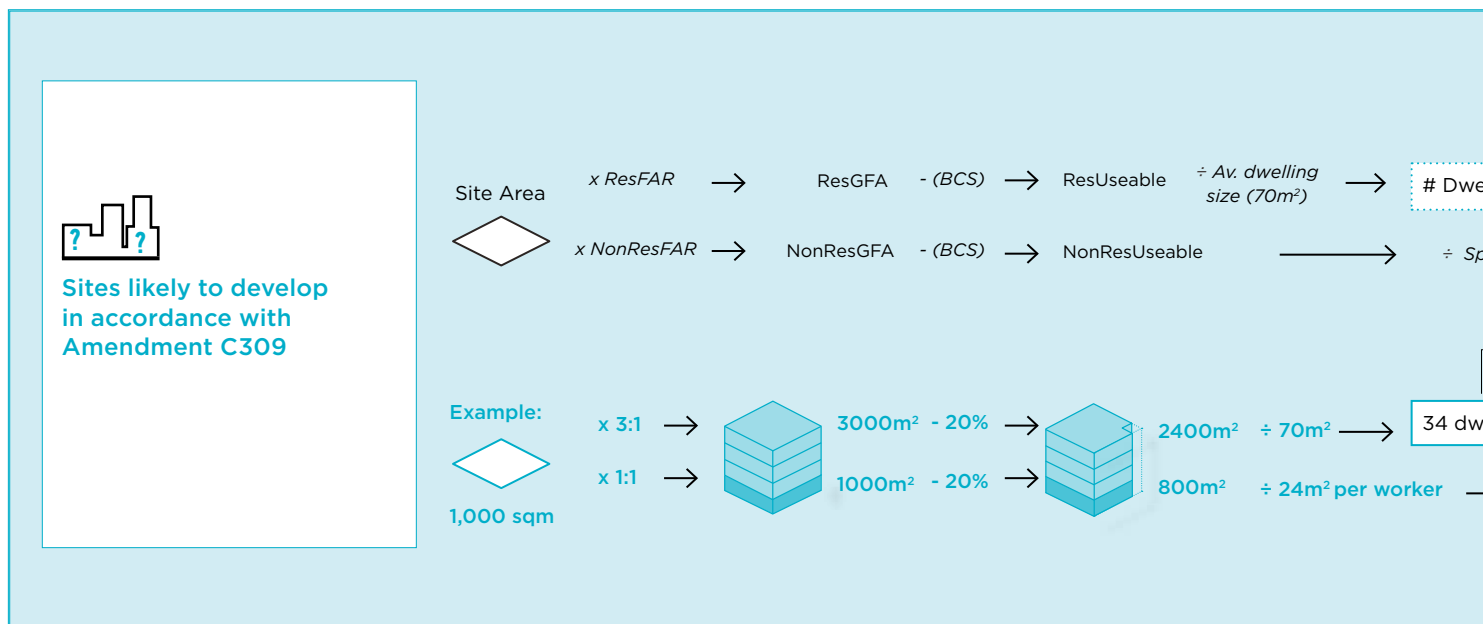 ? ?
Sites likely to develop
in accordance with
Amendment C309
Site Area
x ResFAR
ResGFA
- (BCS)
ResUseable
÷ Av. dwelling
size (70m²)
# Dwe
x NonResFAR
NonResGFA
- (BCS)
NonResUseable
÷ Sp
Example:
1,000 sqm
x 3:1
3000m² - 20%
2400m² ÷ 70m²
34 dw
x 1:1
1000m² - 20%
800m² ÷ 24m² per worker